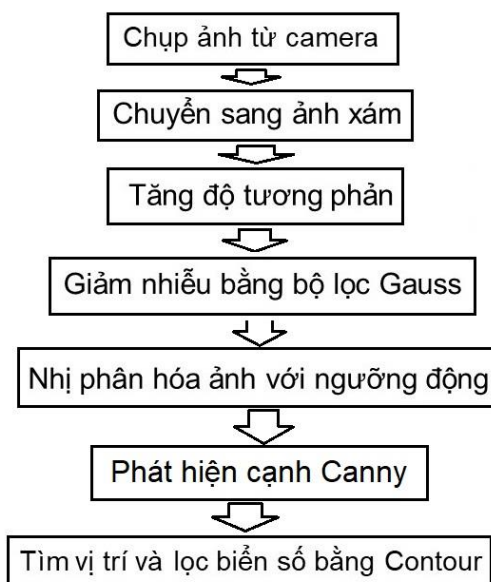 Chụp ảnh từ camera
Chuyển sang ảnh xám
Tăng độ tương phản
Giảm nhiễu bằng bộ lọc Gauss
Nhị phân hóa ảnh với ngưỡng động
Phát hiện cạnh Canny
Tìm vị trí và lọc biển số bằng Contour